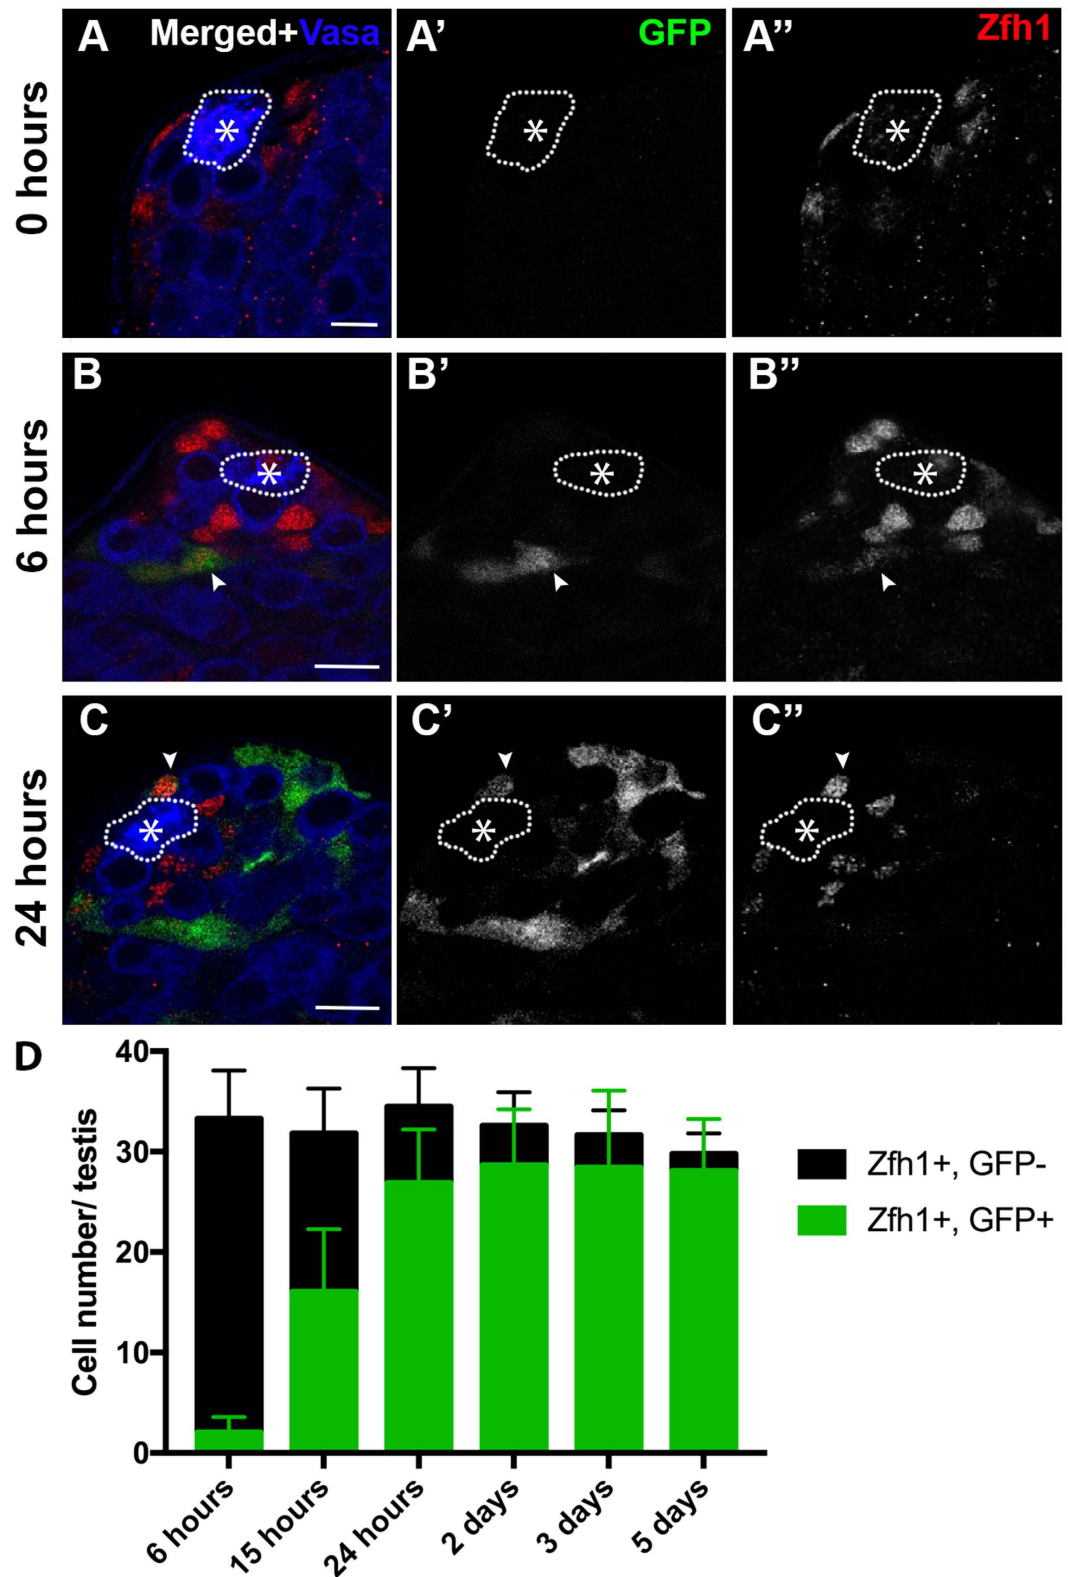 A Merged+Vasa
A’ GFP
A” Zfh1
0 hours
*
*
*
B
B’
B”
6 hours
*
*
*
C
C’
C”
24 hours
*
*
*
D
40
30
20
10
0
Cell number/ testis
Zfh1+, GFP-
Zfh1+, GFP+
6 hours
15 hours
24 hours
2 days
3 days
5 days